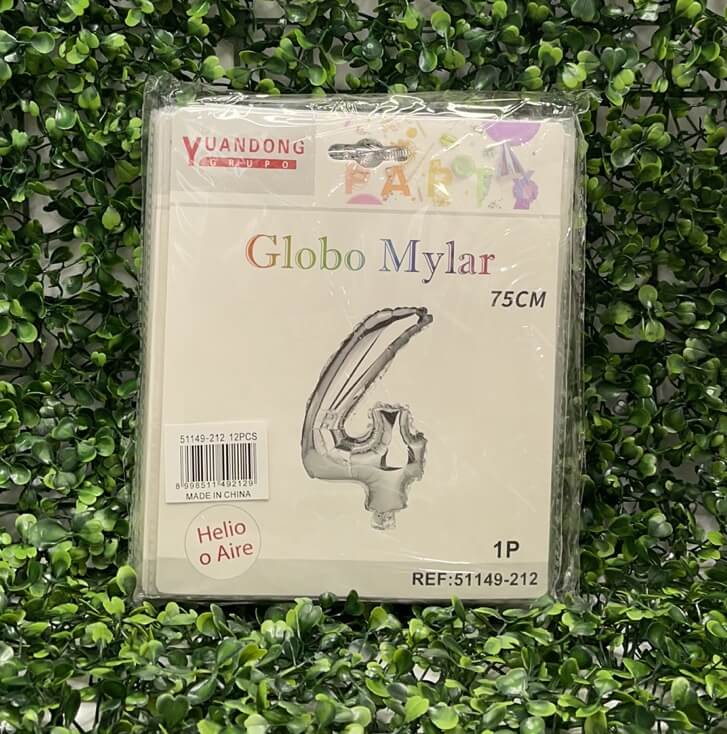 YUANDONG
GRUPO
PARTY
Globo Mylar
75CM
51149-212 12PCS
8 998511 492129
MADE IN CHINA
Helio
o Aire
1P
REF:51149-212